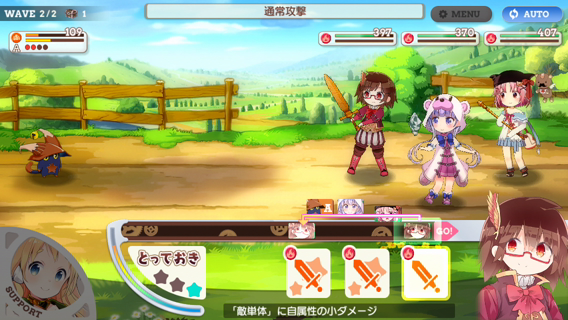 WAVE 2/2 1
通常攻撃
MENU
AUTO
109
A
397
370
407
GO!
とっておき
SUPPORT
「敵単体」に自属性の小ダメージ